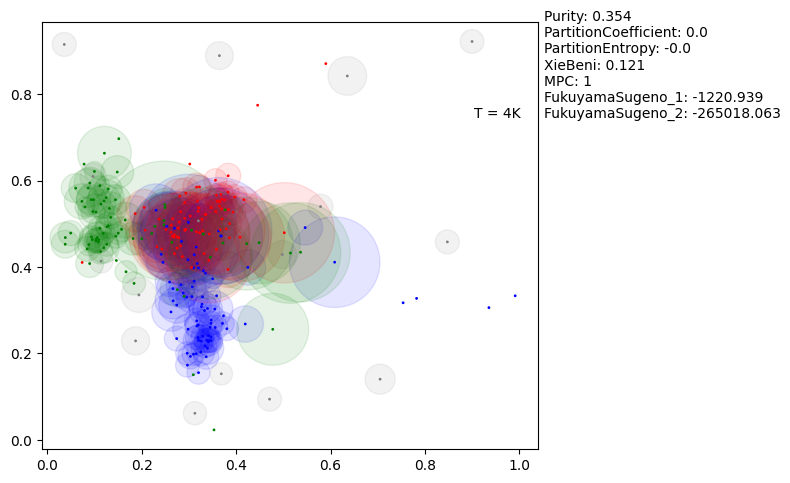 Purity: 0.354
PartitionCoefficient: 0.0
PartitionEntropy: -0.0
XieBeni: 0.121
MPC: 1
FukuyamaSugeno_1: -1220.939
FukuyamaSugeno_2: -265018.063
T = 4K
0.8
0.6
0.4
0.2
0.0
0.0 0.2 0.4 0.6 0.8 1.0